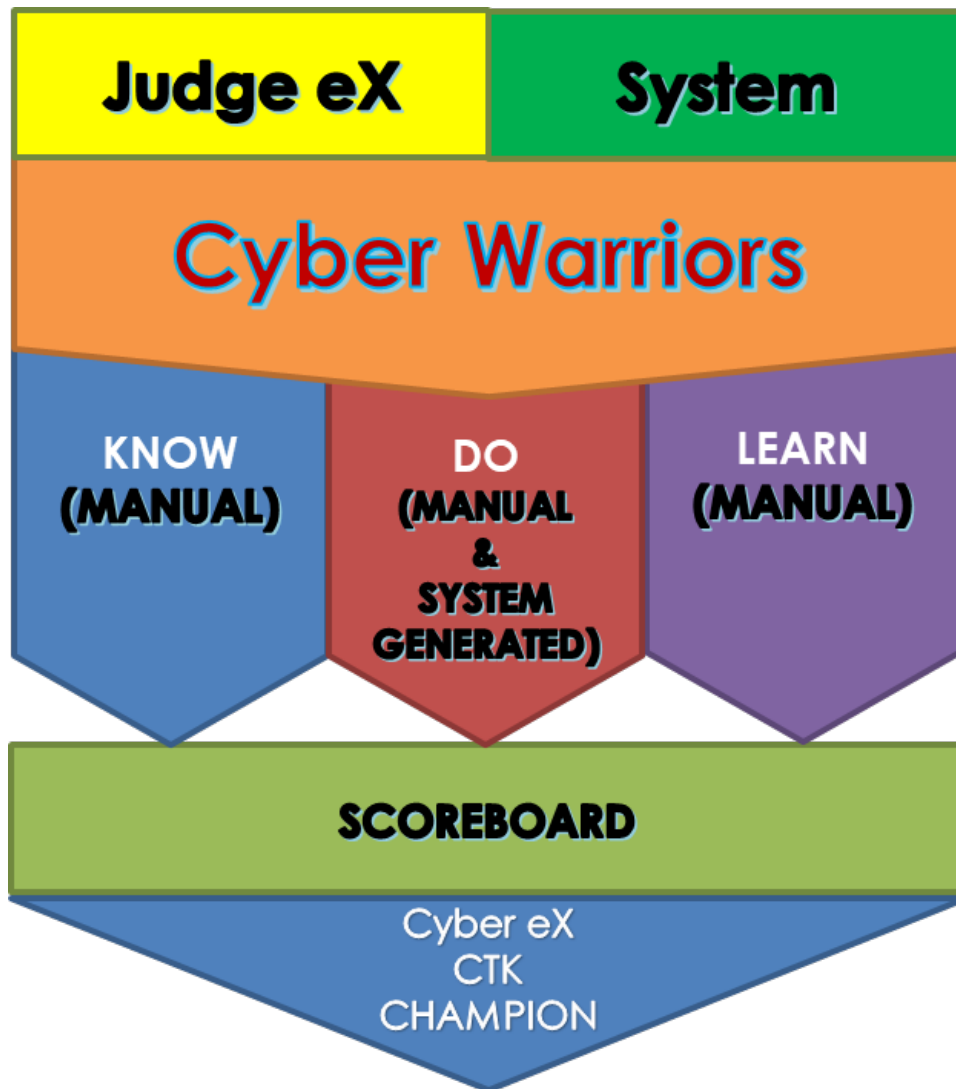 Judge eX
System
Cyber Warriors
KNOW
(MANUAL)
DO
(MANUAL
&
SYSTEM
GENERATED)
LEARN
(MANUAL)
SCOREBOARD
Cyber eX
CTK
CHAMPION